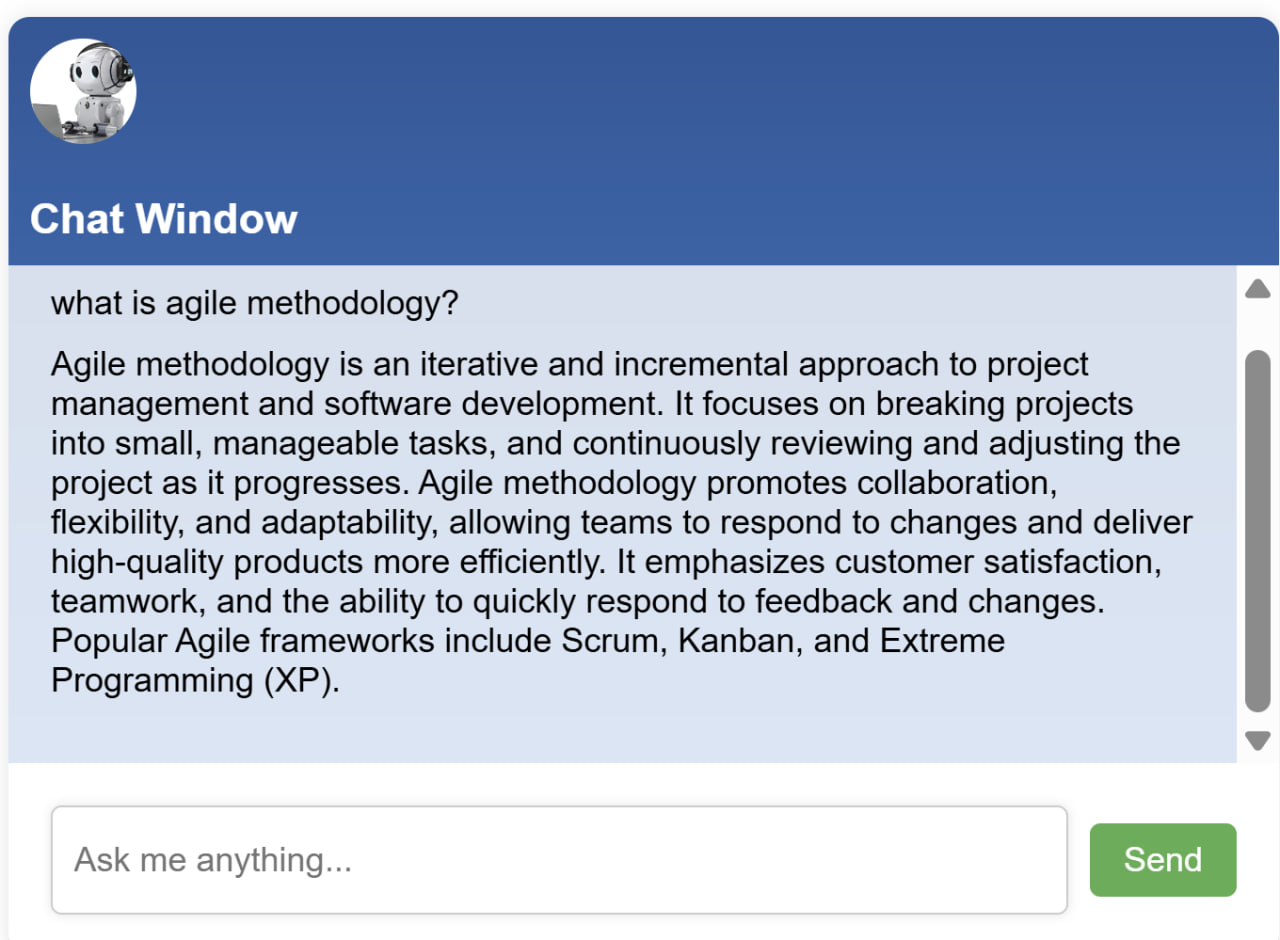 Chat Window
what is agile methodology?
Agile methodology is an iterative and incremental approach to project
management and software development. It focuses on breaking projects
into small, manageable tasks, and continuously reviewing and adjusting the
project as it progresses. Agile methodology promotes collaboration,
flexibility, and adaptability, allowing teams to respond to changes and deliver
high-quality products more efficiently. It emphasizes customer satisfaction,
teamwork, and the ability to quickly respond to feedback and changes.
Popular Agile frameworks include Scrum, Kanban, and Extreme
Programming (XP).
Ask me anything...
Send